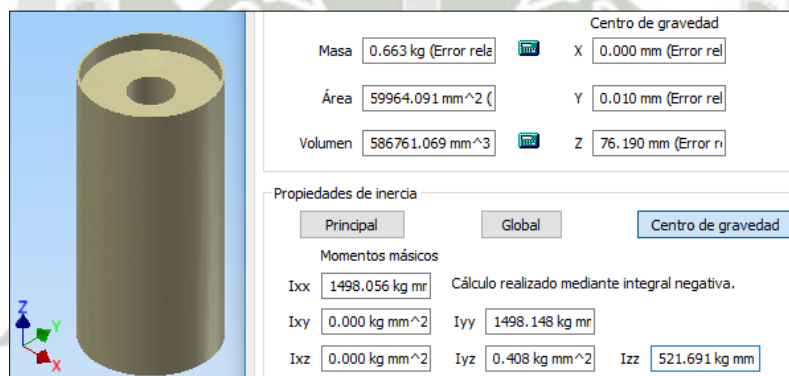 Centro de gravedad
Masa 0.663 kg (Error rela X 0.000 mm (Error rel
Área 59964.091 mm^2 ( Y 0.010 mm (Error rel
Volumen 586761.069 mm^3 Z 76.190 mm (Error r
Propiedades de inercia
Principal Global Centro de gravedad
Momentos másicos
Ixx 1498.056 kg mr Cálculo realizado mediante integral negativa.
Ixy 0.000 kg mm^2 Iyy 1498.148 kg mr
Ixz 0.000 kg mm^2 Iyz 0.408 kg mm^2 Izz 521.691 kg mm
Z
Y
X